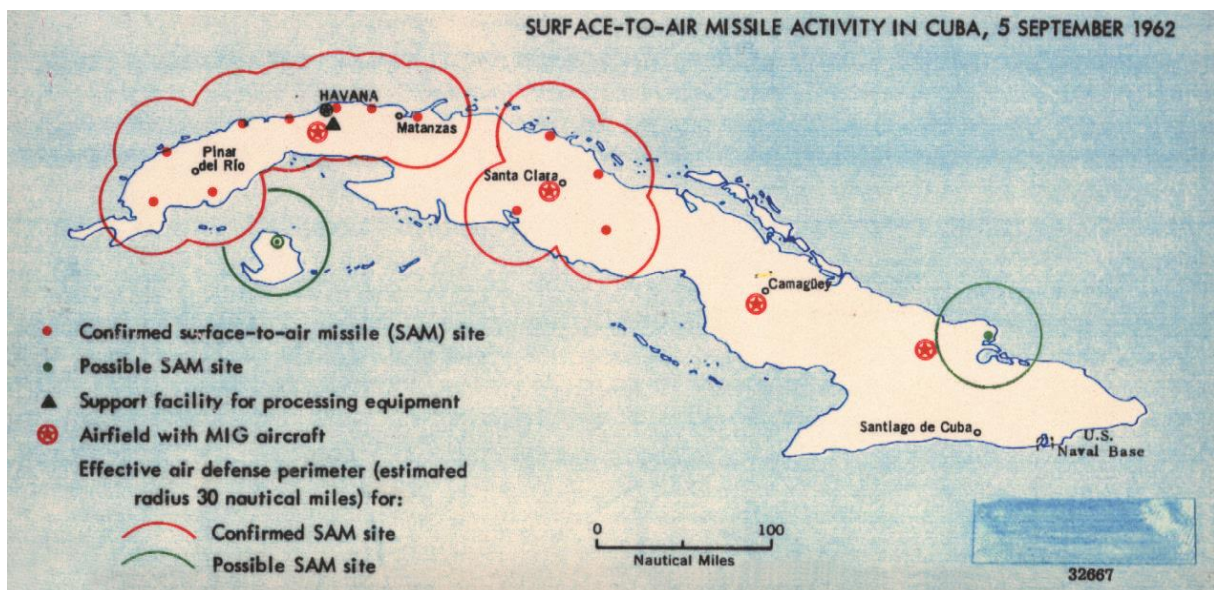 SURFACE-TO-AIR MISSILE ACTIVITY IN CUBA, 5 SEPTEMBER 1962
HAVANA
Matanzas
Pinar
del Río
Santa Clara
Camagüey
Confirmed surface-to-air missile (SAM) site
Possible SAM site
Support facility for processing equipment
Airfield with MIG aircraft
Santiago de Cuba
U.S.
Naval Base
Effective air defense perimeter (estimated
radius 30 nautical miles) for:
Confirmed SAM site
Possible SAM site
0 100
Nautical Miles
32667